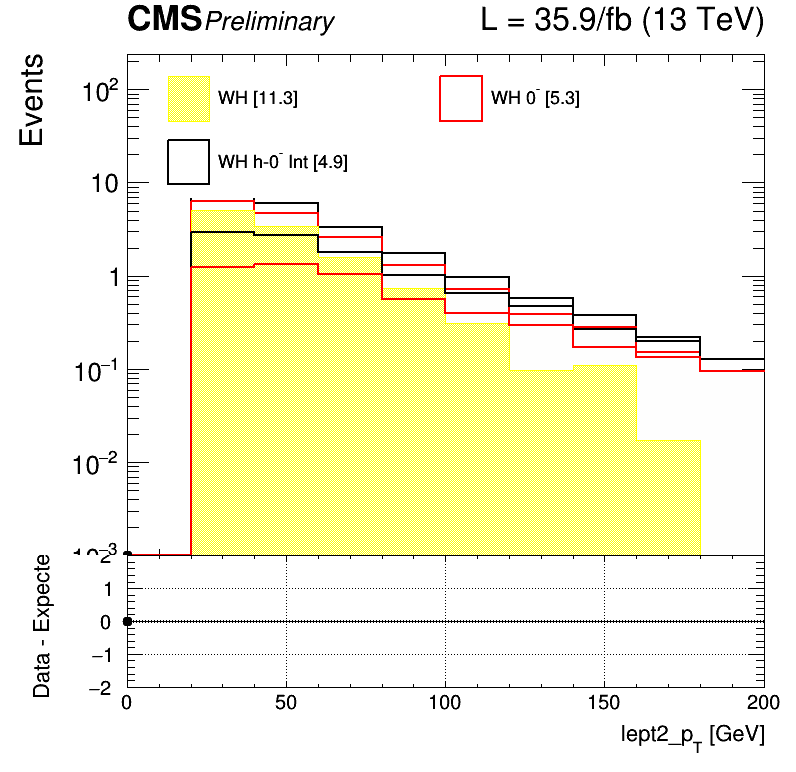 CMS Preliminary L = 35.9/fb (13 TeV)
Events
WH [11.3] WH 0⁻ [5.3]
WH h-0⁻ Int [4.9]
10²
10
1
10⁻¹
10⁻²
10⁻³
Data - Expecte
2
1
0
−1
−2
0 50 100 150 200
lept2_p_T [GeV]